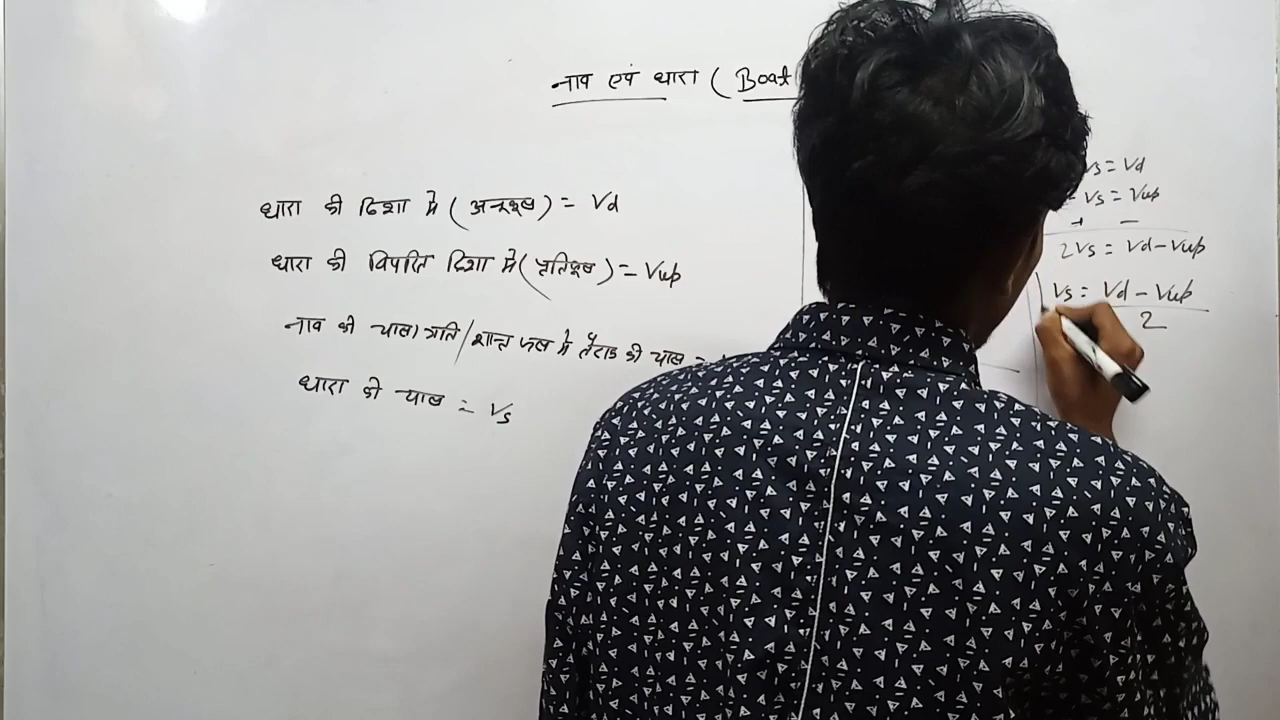 नाव एवं धारा ( Boat
धारा की दिशा में ( अनुकूल ) = Vd
धारा की विपरीत दिशा में ( प्रतिकूल ) = Vup
नाव की चाल / शान्त जल में तैराक की चाल =
धारा की चाल = Vs
Vs = Vd
- Vs = Vup
+ −
2Vs = Vd − Vup
Vs = Vd − Vup
2